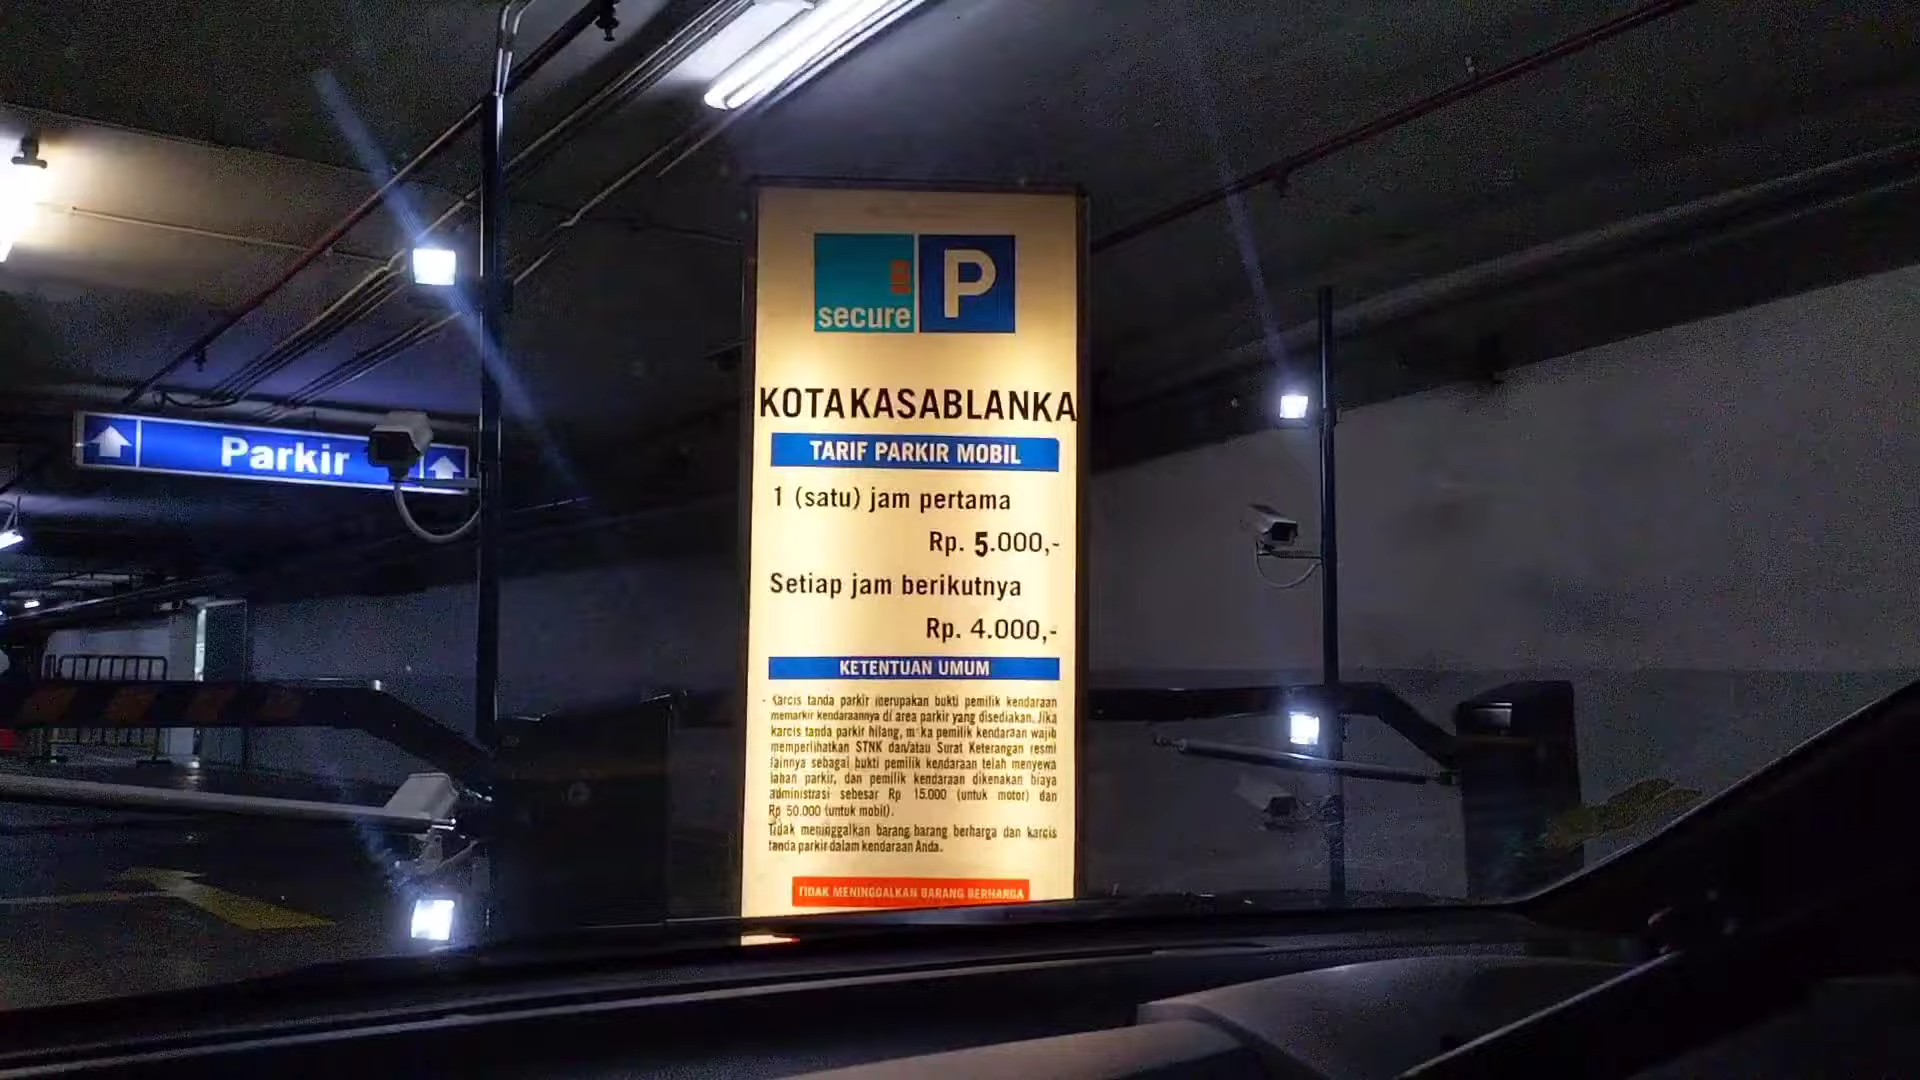 secure P
KOTA KASABLANKA
TARIF PARKIR MOBIL
Parkir
1 (satu) jam pertama
Rp. 5.000,-
Setiap jam berikutnya
Rp. 4.000,-
KETENTUAN UMUM
- Karcis tanda parkir merupakan bukti pemilik kendaraan
memarkir kendaraannya di area parkir yang disediakan. Jika
karcis tanda parkir hilang, maka pemilik kendaraan wajib
memperlihatkan STNK dan/atau Surat Keterangan resmi
lainnya sebagai bukti pemilik kendaraan telah menyewa
lahan parkir, dan pemilik kendaraan dikenakan biaya
administrasi sebesar Rp 15.000 (untuk motor) dan
Rp 50.000 (untuk mobil).
Tidak meninggalkan barang barang berharga dan karcis
tanda parkir dalam kendaraan Anda.
TIDAK MENINGGALKAN BARANG BERHARGA